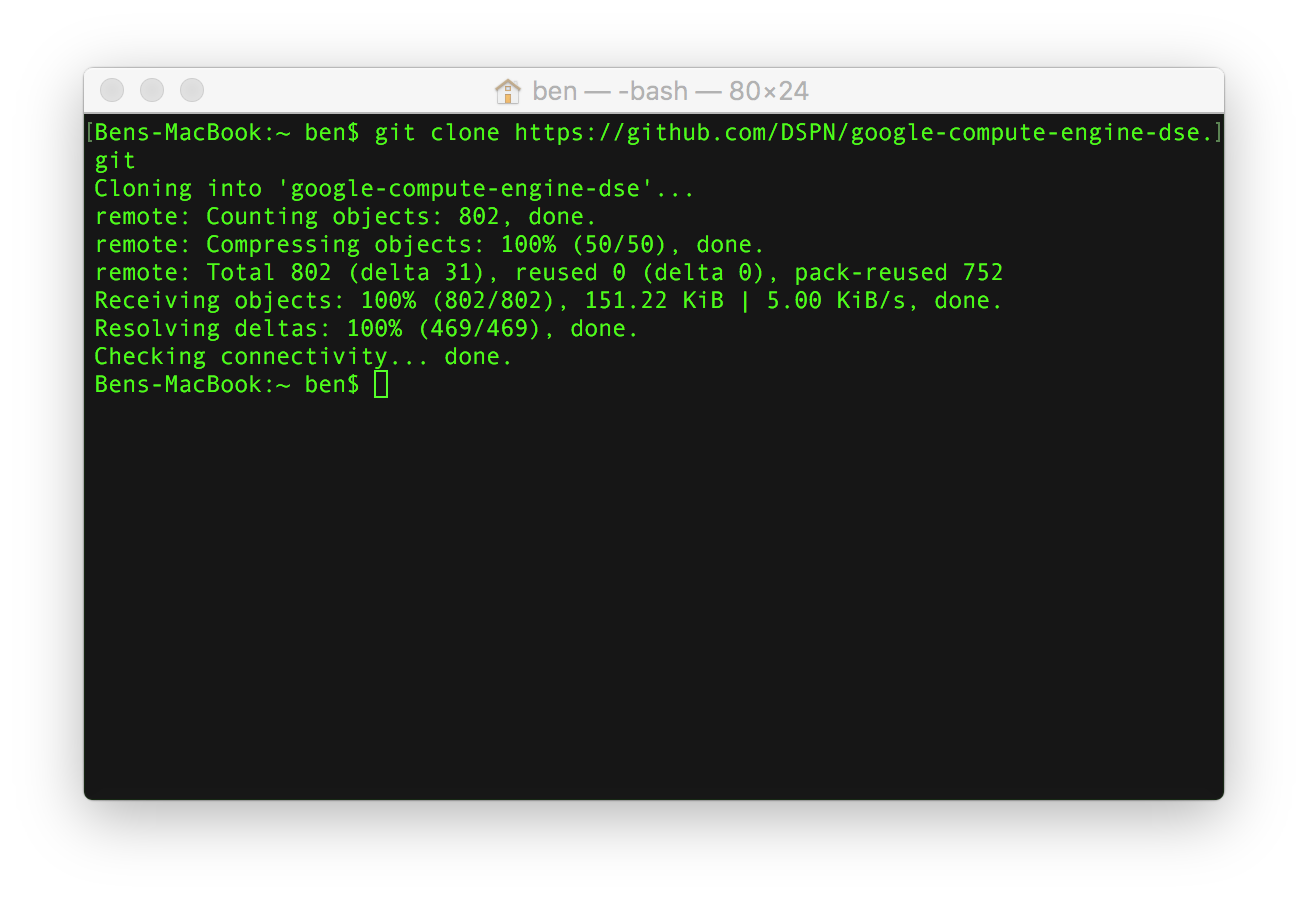 ben — -bash — 80×24
[Bens-MacBook:~ ben$ git clone https://github.com/DSPN/google-compute-engine-dse.]
git
Cloning into 'google-compute-engine-dse'...
remote: Counting objects: 802, done.
remote: Compressing objects: 100% (50/50), done.
remote: Total 802 (delta 31), reused 0 (delta 0), pack-reused 752
Receiving objects: 100% (802/802), 151.22 KiB | 5.00 KiB/s, done.
Resolving deltas: 100% (469/469), done.
Checking connectivity... done.
Bens-MacBook:~ ben$